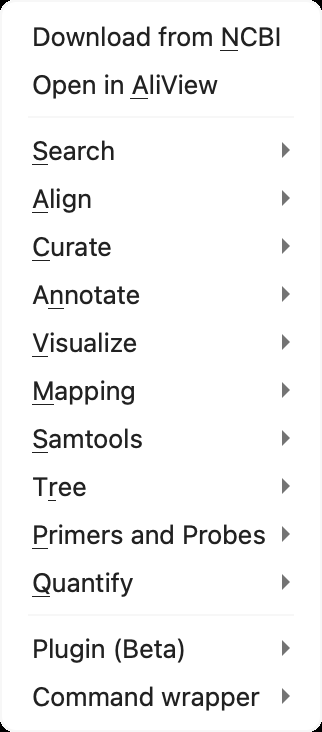 Download from NCBI
Open in AliView
Search
Align
Curate
Annotate
Visualize
Mapping
Samtools
Tree
Primers and Probes
Quantify
Plugin (Beta)
Command wrapper